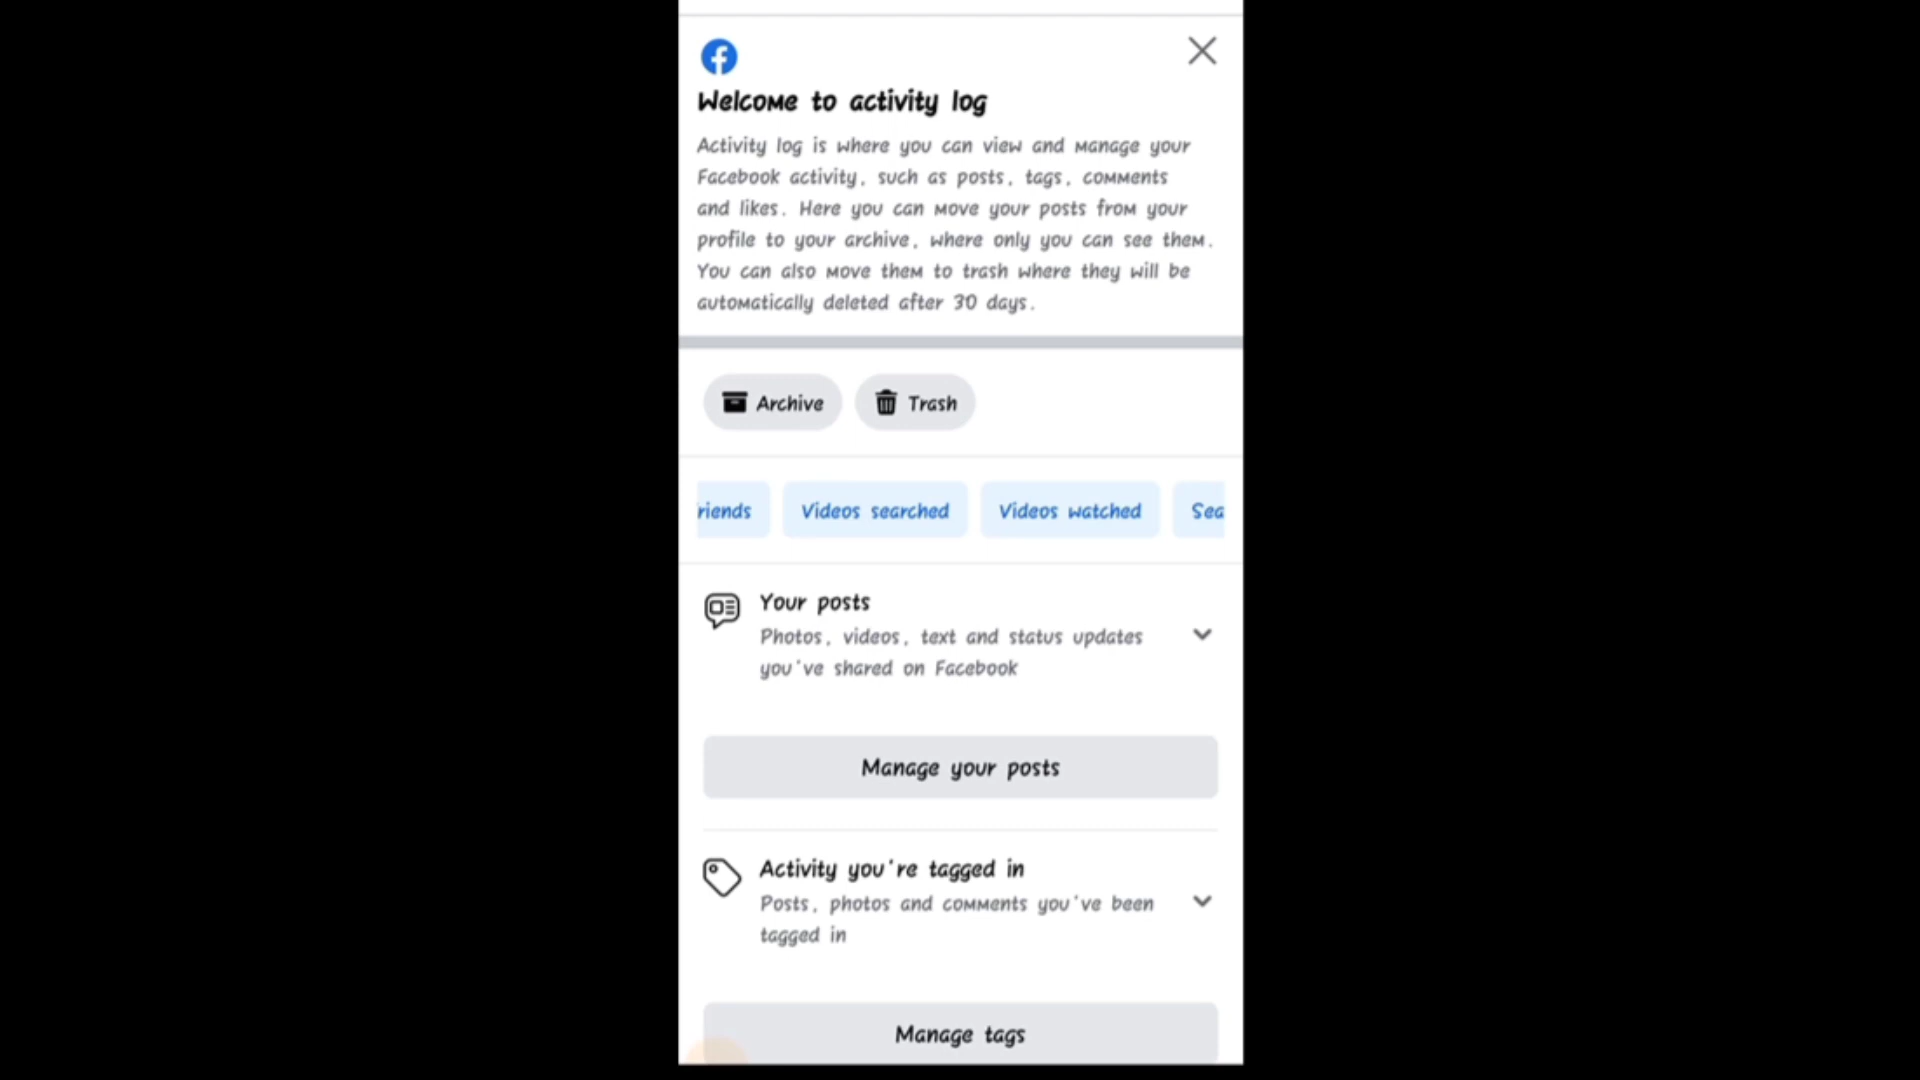 Welcome to activity log
Activity log is where you can view and manage your
Facebook activity, such as posts, tags, comments
and likes. Here you can move your posts from your
profile to your archive, where only you can see them.
You can also move them to trash where they will be
automatically deleted after 30 days.
Archive Trash
riends Videos searched Videos watched Sea
Your posts
Photos, videos, text and status updates
you've shared on Facebook
Manage your posts
Activity you're tagged in
Posts, photos and comments you've been
tagged in
Manage tags